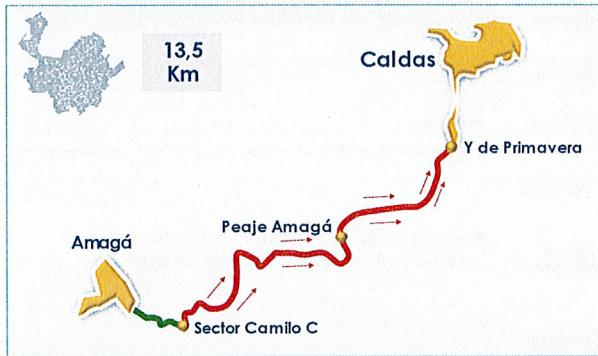 13,5
Km
Caldas
Y de Primavera
Peaje Amagá
Amagá
Sector Camilo C